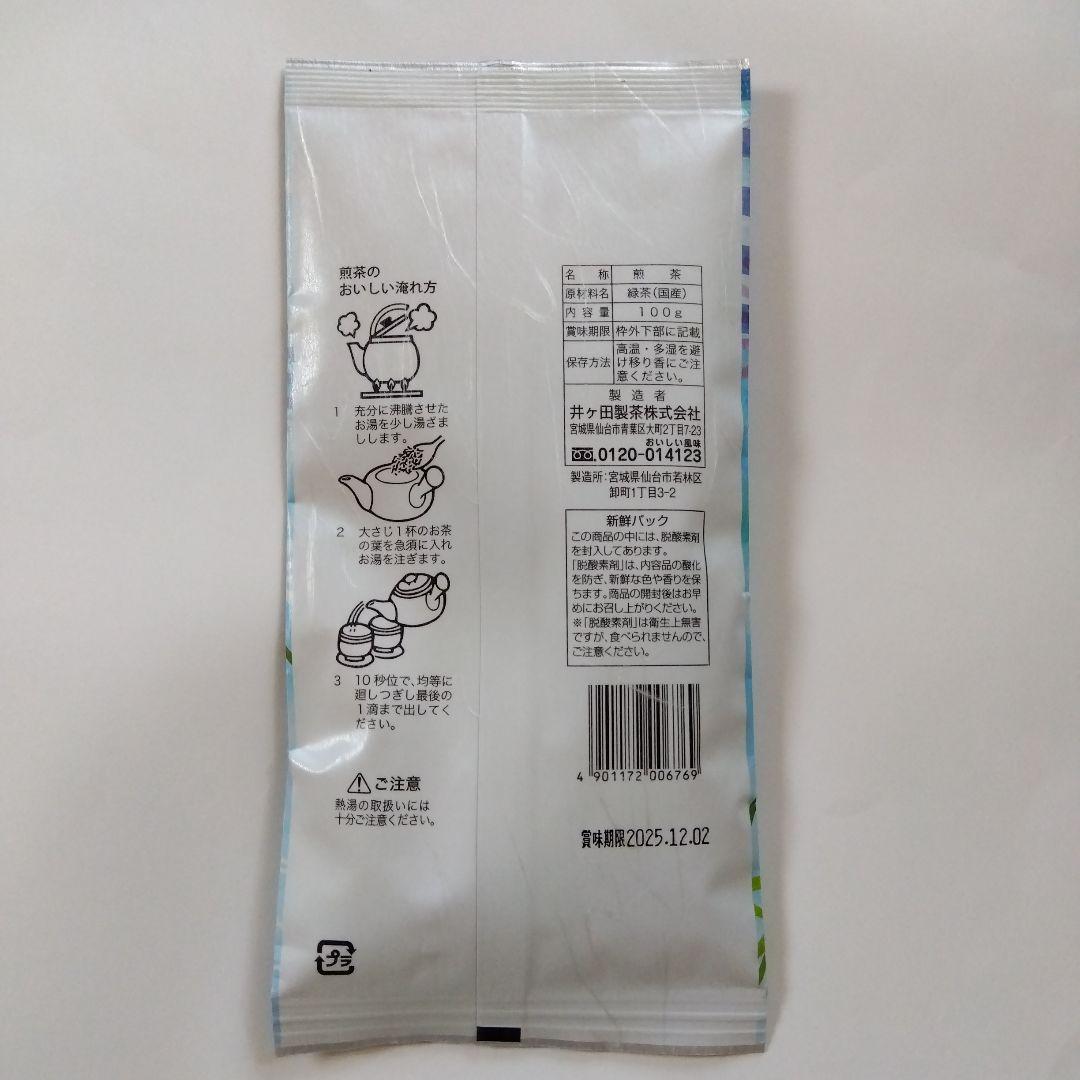 煎茶の
おいしい淹れ方
1 充分に沸騰させた
お湯を少し湯ざま
しします。
2 大さじ1杯のお茶
の葉を急須に入れ
お湯を注ぎます。
3 10秒位で、均等に
廻しつぎし最後の
1滴まで出してく
ださい。
ご注意
熱湯の取扱いには
十分ご注意ください。
プラ
名称 煎茶
原材料名 緑茶(国産)
内容量 100g
賞味期限 枠外下部に記載
保存方法 高温・多湿を避
け移り香にご注
意ください。
製造者
井ヶ田製茶株式会社
宮城県仙台市青葉区大町2丁目7-23
おいしい風味
0120-014123
製造所:宮城県仙台市若林区
卸町1丁目3-2
新鮮パック
この商品の中には、脱酸素剤
を封入してあります。
「脱酸素剤」は、内容品の酸化
を防ぎ、新鮮な色や香りを保
ちます。商品の開封後はお早
めにお召し上がりください。
※「脱酸素剤」は衛生上無害
ですが、食べられませんので、
ご注意ください。
4 901172 006769
賞味期限2025.12.02